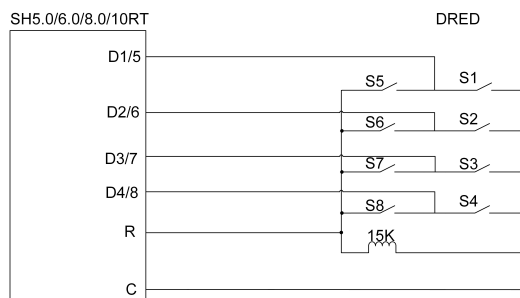 SH5.0/6.0/8.0/10RT DRED
D1/5
S5 S1
D2/6
S6 S2
D3/7
S7 S3
D4/8
S8 S4
R
15K
C